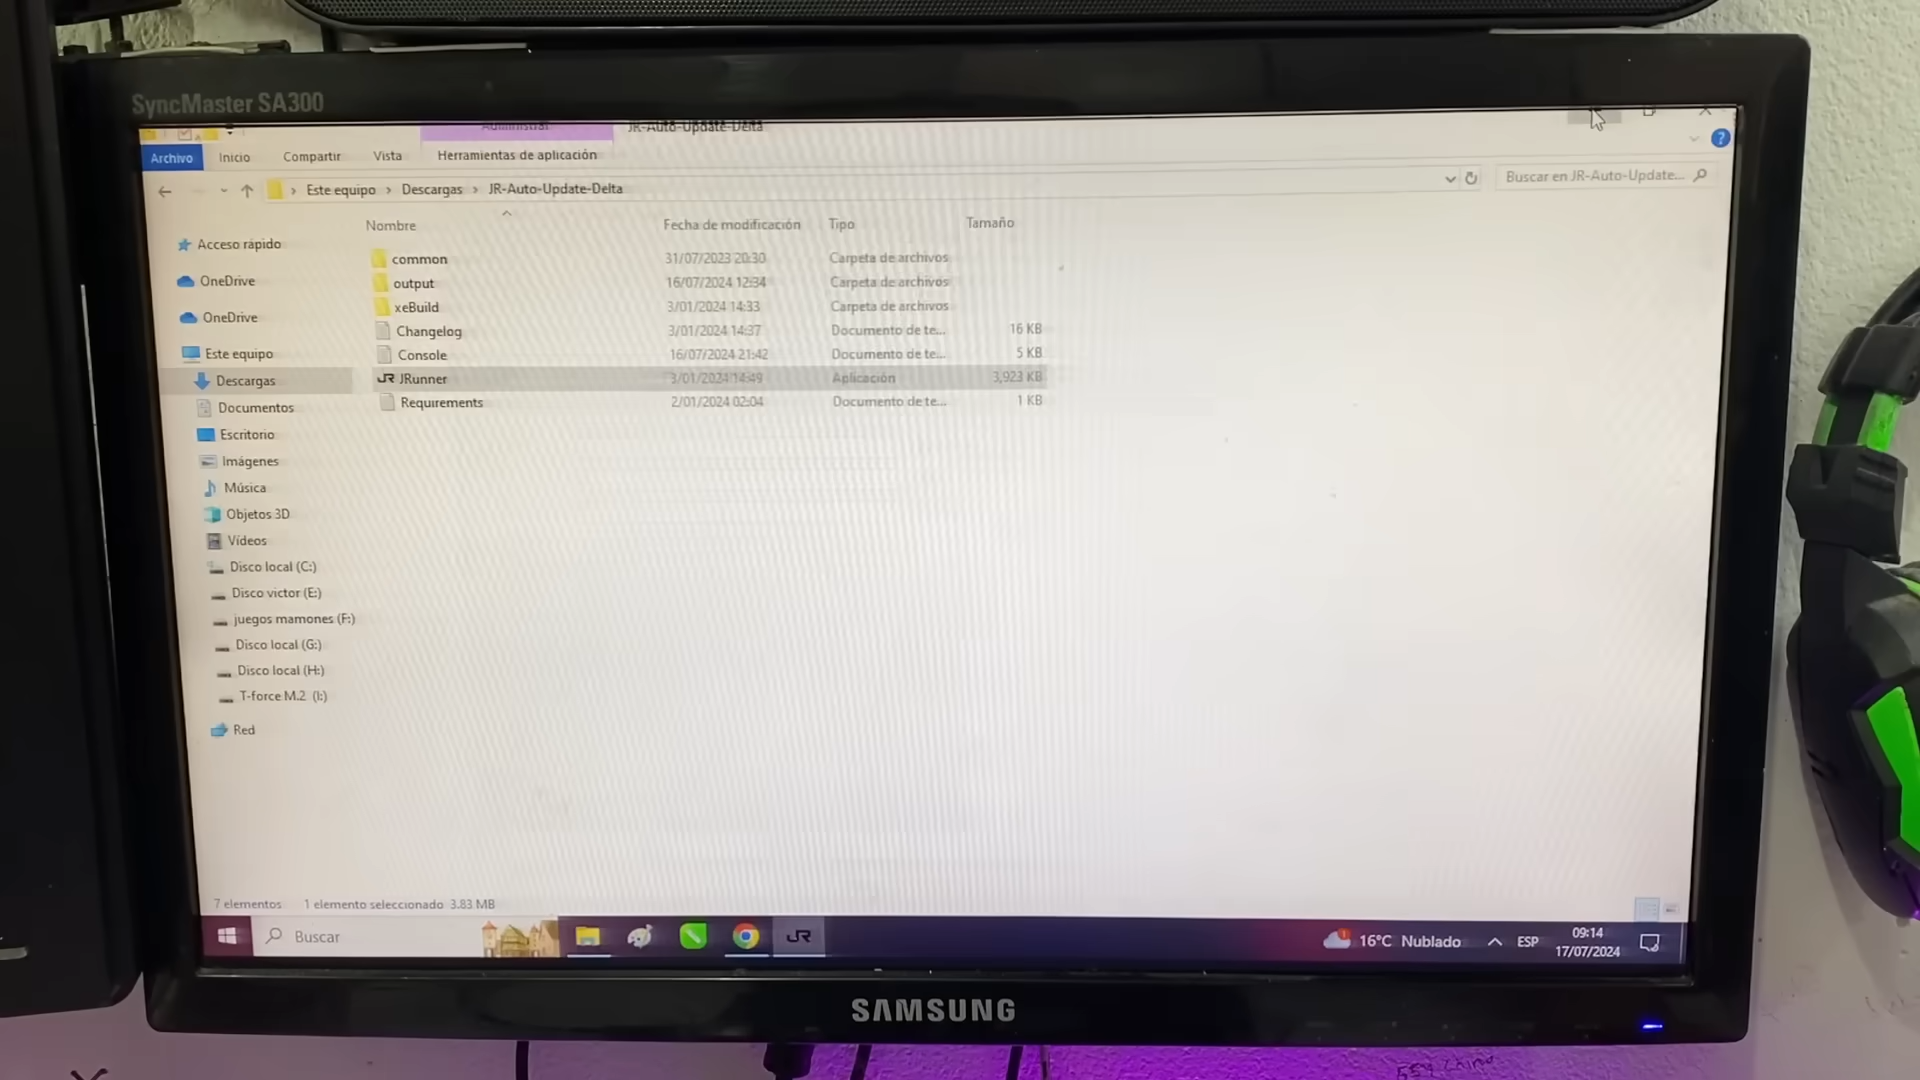 SyncMaster SA300
Administrar
JR-Auto-Update-Delta
Archivo
Inicio
Compartir
Vista
Herramientas de aplicación
Este equipo › Descargas › JR-Auto-Update-Delta
Buscar en JR-Auto-Update...
Nombre
Fecha de modificación
Tipo
Tamaño
common 31/07/2023 20:30 Carpeta de archivos
output 16/07/2024 12:34 Carpeta de archivos
xeBuild 3/01/2024 14:33 Carpeta de archivos
Changelog 3/01/2024 14:37 Documento de te... 16 KB
Console 16/07/2024 21:42 Documento de te... 5 KB
JR JRunner 3/01/2024 14:49 Aplicación 3,923 KB
Requirements 2/01/2024 02:04 Documento de te... 1 KB
Acceso rápido
OneDrive
OneDrive
Este equipo
Descargas
Documentos
Escritorio
Imágenes
Música
Objetos 3D
Vídeos
Disco local (C:)
Disco victor (E:)
juegos mamones (F:)
Disco local (G:)
Disco local (H:)
T-force M.2 (I:)
Red
7 elementos
1 elemento seleccionado 3.83 MB
Buscar
JR
16°C Nublado
ESP
09:14
17/07/2024
SAMSUNG